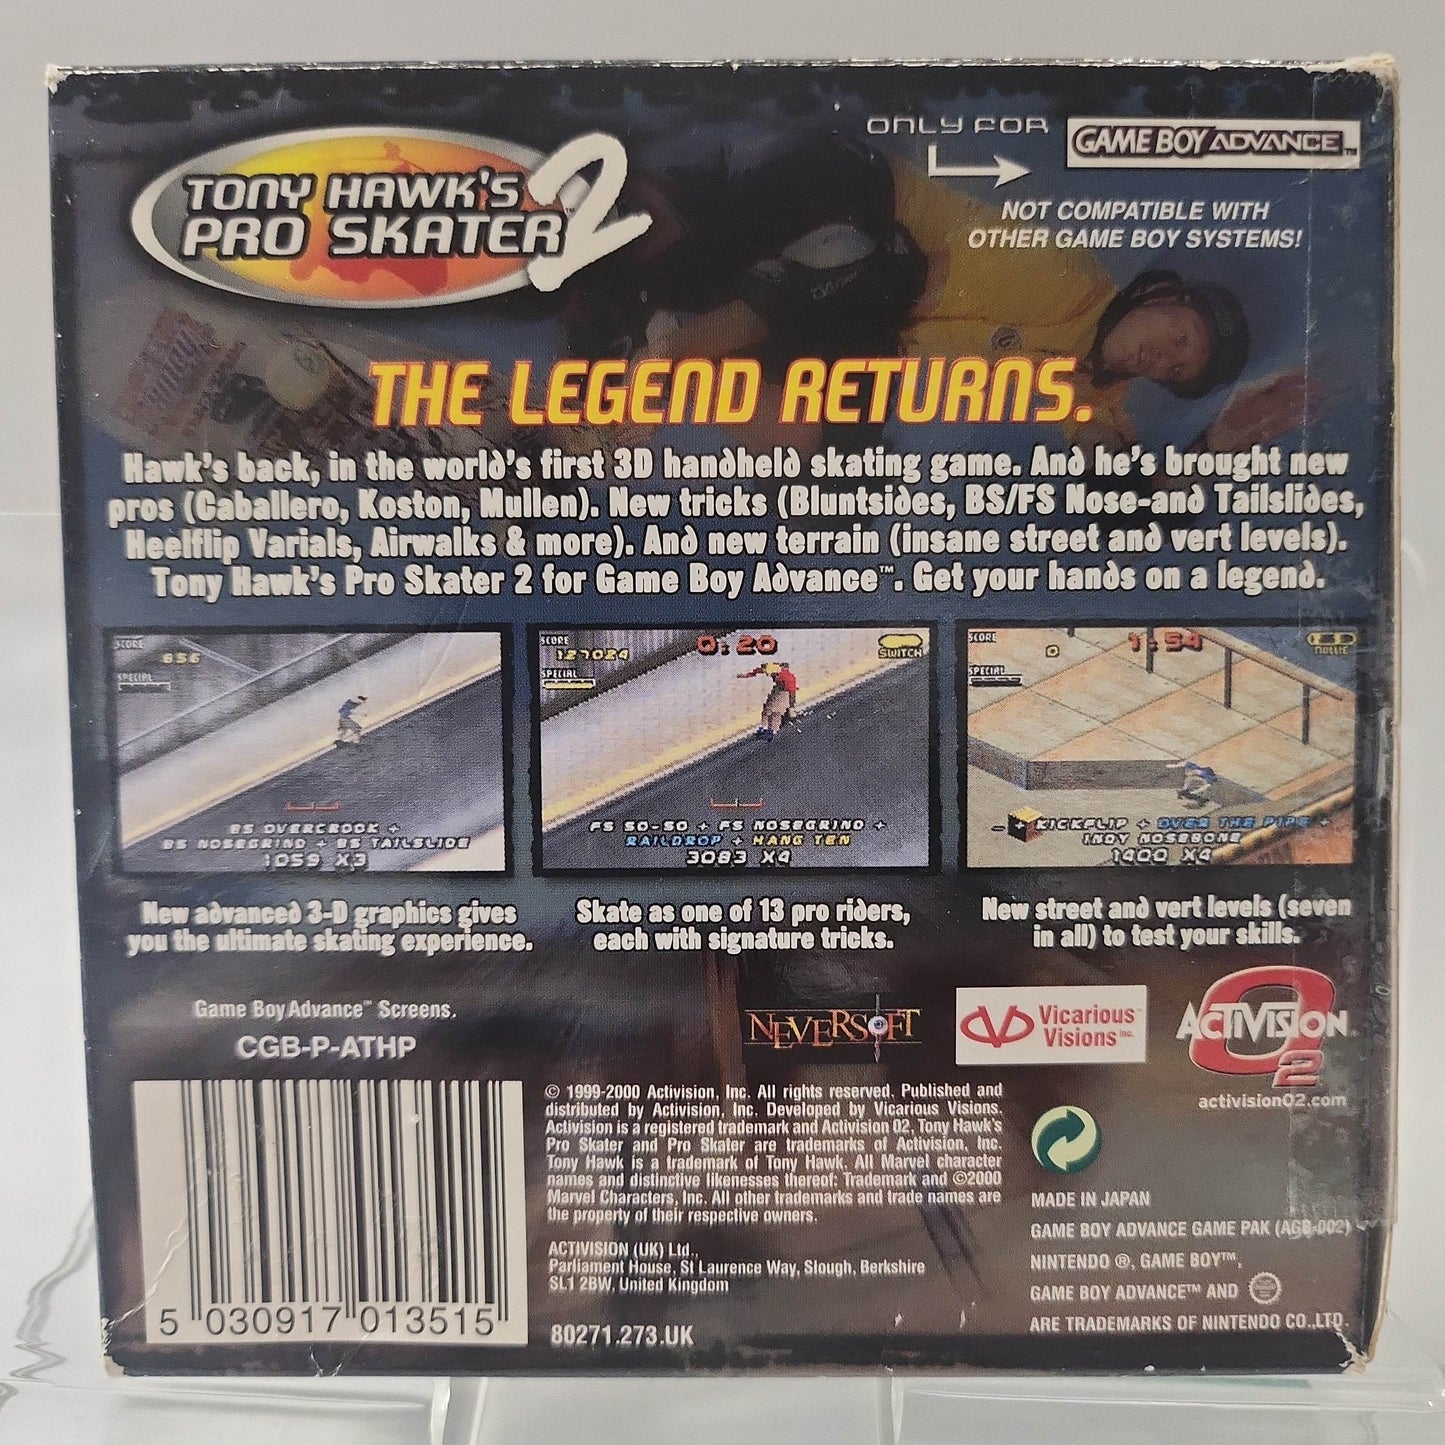 TONY HAWK'S
PRO SKATER™ 2
ONLY FOR
GAME BOY ADVANCE™
NOT COMPATIBLE WITH
OTHER GAME BOY SYSTEMS!
THE LEGEND RETURNS.
Hawk's back, in the world's first 3D handheld skating game. And he's brought new
pros (Caballero, Koston, Mullen). New tricks (Bluntsides, BS/FS Nose-and Tailslides,
Heelflip Varials, Airwalks & more). And new terrain (insane street and vert levels).
Tony Hawk's Pro Skater 2 for Game Boy Advance™. Get your hands on a legend.
SCORE
856
SPECIAL
BS OVERCROOK +
BS NOSEGRIND + BS TAILSLIDE
1059 X3
SCORE
127024
0:20
SWITCH
SPECIAL
FS 50-50 + FS NOSEGRIND +
RAILDROP + HANG TEN
3083 X4
SCORE
0
1:54
NOLLIE
SPECIAL
KICKFLIP + OVER THE PIPE +
INDY NOSEBONE
1400 X4
New advanced 3-D graphics gives
you the ultimate skating experience.
Skate as one of 13 pro riders,
each with signature tricks.
New street and vert levels (seven
in all) to test your skills.
Game Boy Advance™ Screens.
CGB-P-ATHP
NEVERSOFT
Vicarious
Visions Inc.
ACTIVISION
O2
activisionO2.com
© 1999-2000 Activision, Inc. All rights reserved. Published and
distributed by Activision, Inc. Developed by Vicarious Visions.
Activision is a registered trademark and Activision O2, Tony Hawk's
Pro Skater and Pro Skater are trademarks of Activision, Inc.
Tony Hawk is a trademark of Tony Hawk. All Marvel character
names and distinctive likenesses thereof: Trademark and ©2000
Marvel Characters, Inc. All other trademarks and trade names are
the property of their respective owners.
ACTIVISION (UK) Ltd.,
Parliament House, St Laurence Way, Slough, Berkshire
SL1 2BW, United Kingdom
80271.273.UK
5 030917 013515
MADE IN JAPAN
GAME BOY ADVANCE GAME PAK (AGB-002)
NINTENDO ®, GAME BOY™,
GAME BOY ADVANCE™ AND
ARE TRADEMARKS OF NINTENDO CO.,LTD.